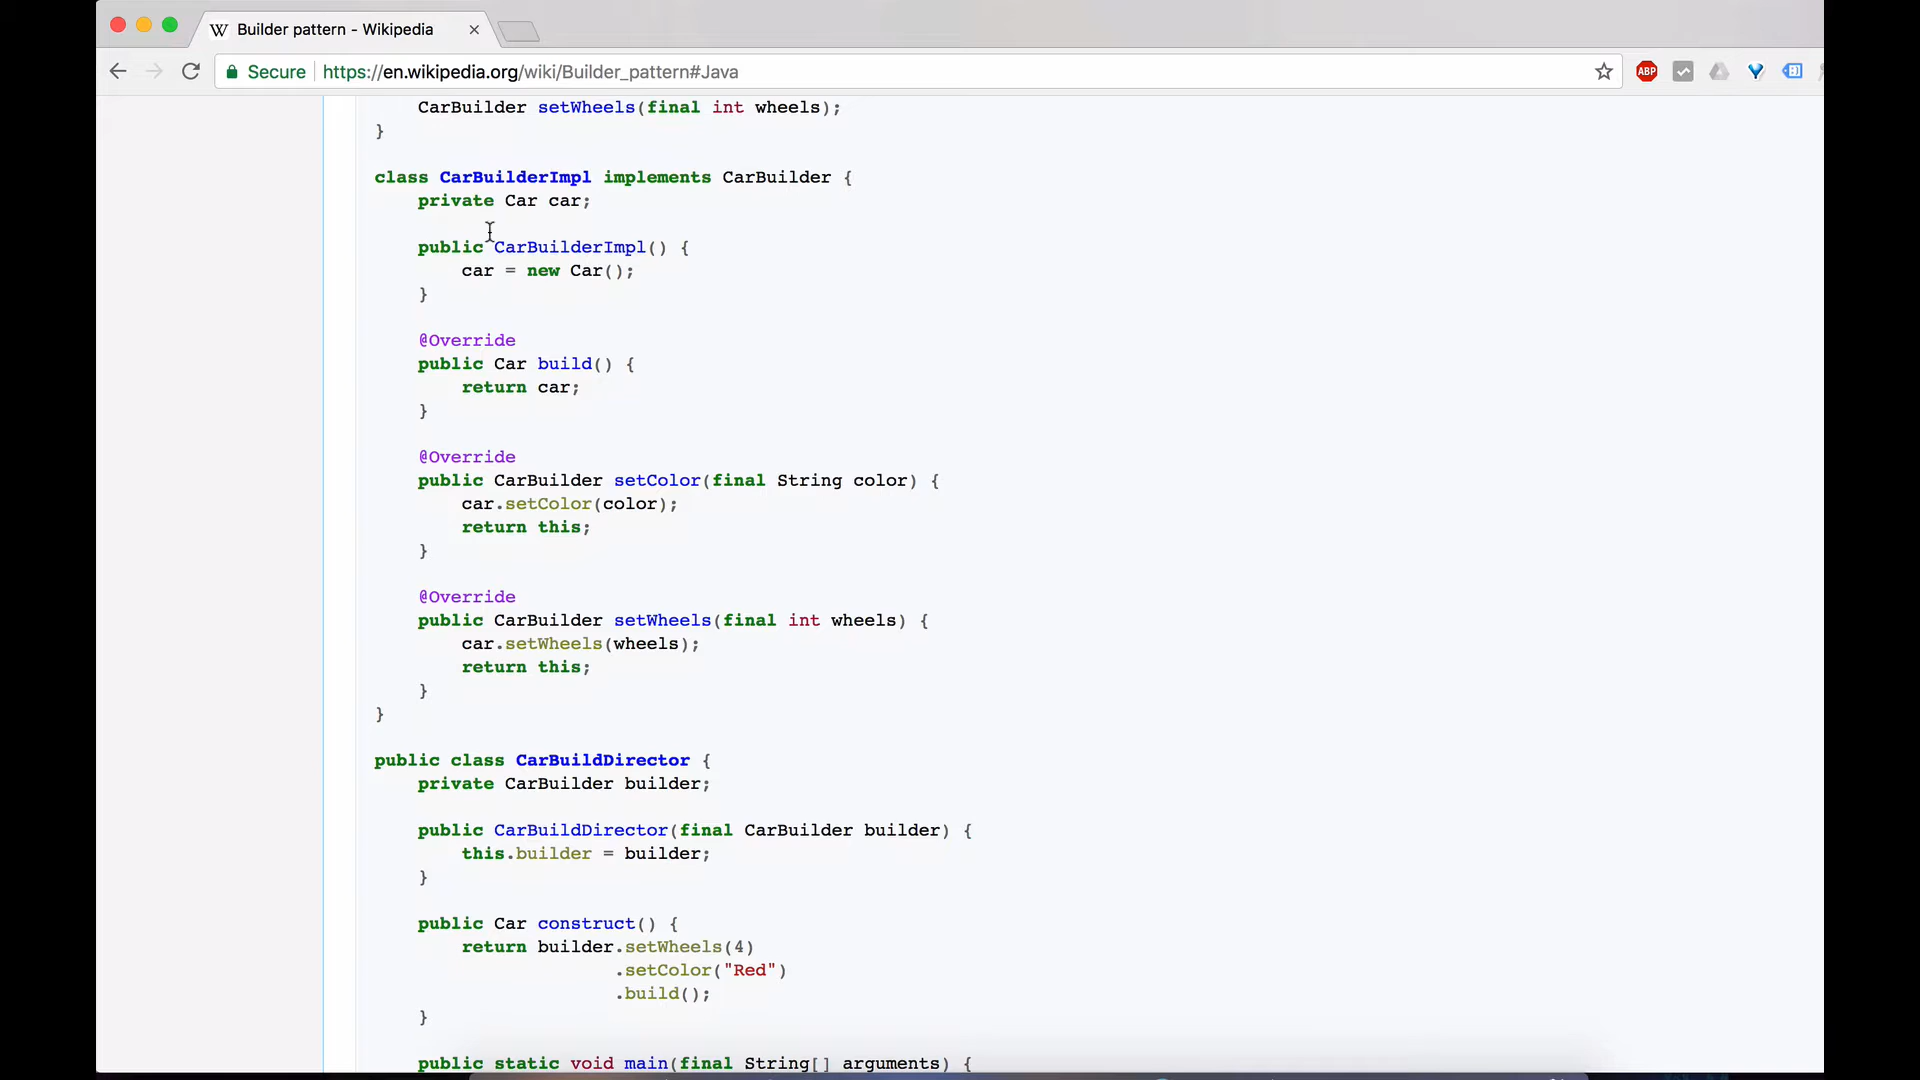 Builder pattern - Wikipedia
Secure https://en.wikipedia.org/wiki/Builder_pattern#Java
ABP
    CarBuilder setWheels(final int wheels);
}

class CarBuilderImpl implements CarBuilder {
    private Car car;

    public CarBuilderImpl() {
        car = new Car();
    }

    @Override
    public Car build() {
        return car;
    }

    @Override
    public CarBuilder setColor(final String color) {
        car.setColor(color);
        return this;
    }

    @Override
    public CarBuilder setWheels(final int wheels) {
        car.setWheels(wheels);
        return this;
    }
}

public class CarBuildDirector {
    private CarBuilder builder;

    public CarBuildDirector(final CarBuilder builder) {
        this.builder = builder;
    }

    public Car construct() {
        return builder.setWheels(4)
                      .setColor("Red")
                      .build();
    }

    public static void main(final String[] arguments) {